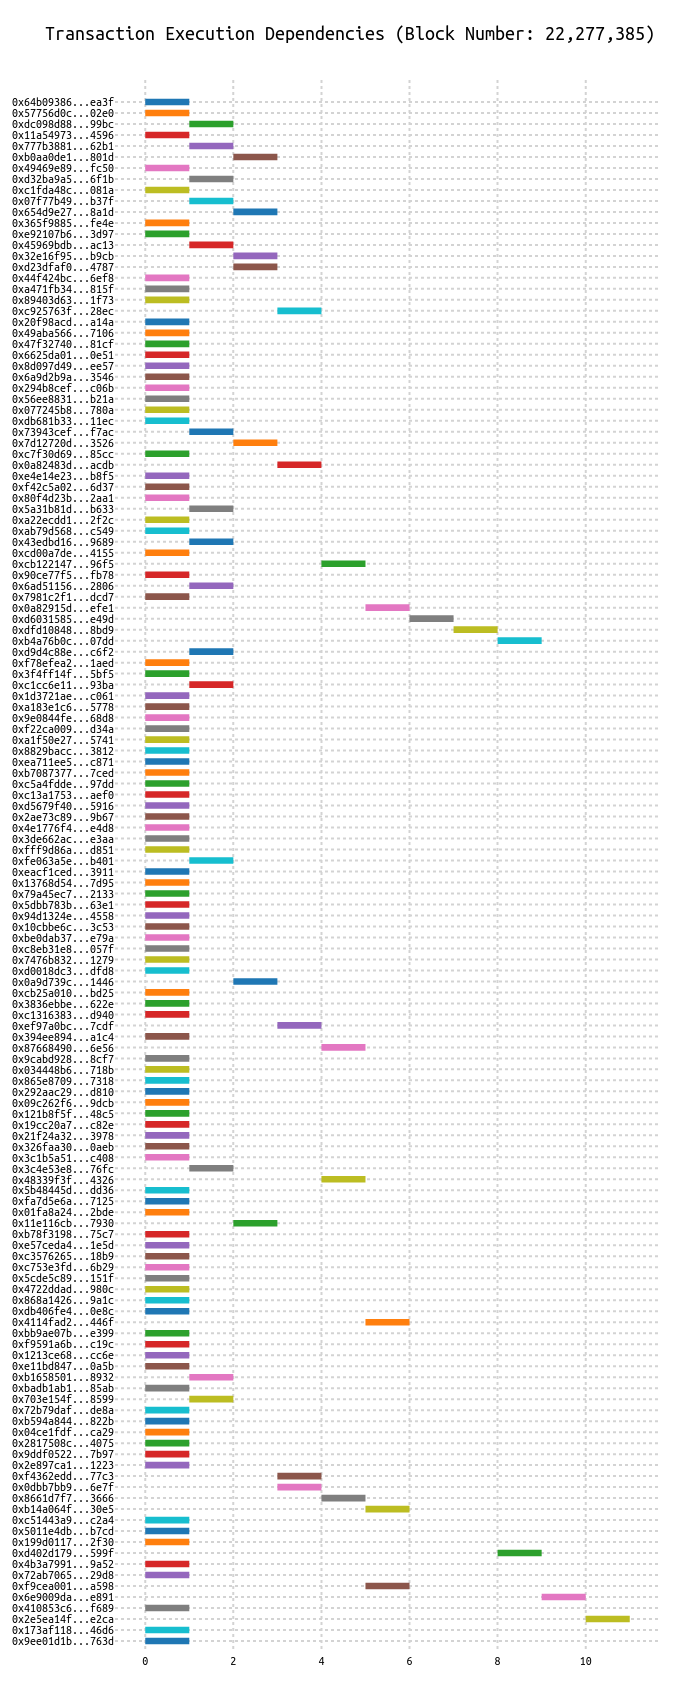 Transaction Execution Dependencies (Block Number: 22,277,385)
0x64b09386...ea3f
0x57756d0c...02e0
0xdc098d88...99bc
0x11a54973...4596
0x777b3881...62b1
0xb0aa0de1...801d
0x49469e89...fc50
0xd32ba9a5...6f1b
0xc1fda48c...081a
0x07f77b49...b37f
0x654d9e27...8a1d
0x365f9885...fe4e
0xe92107b6...3d97
0x45969bdb...ac13
0x32e16f95...b9cb
0xd23dfaf0...4787
0x44f424bc...6ef8
0xa471fb34...815f
0x89403d63...1f73
0xc925763f...28ec
0x20f98acd...a14a
0x49aba566...7106
0x47f32740...81cf
0x6625da01...0e51
0x8d097d49...ee57
0x6a9d2b9a...3546
0x294b8cef...c06b
0x56ee8831...b21a
0x077245b8...780a
0xdb681b33...11ec
0x73943cef...f7ac
0x7d12720d...3526
0xc7f30d69...85cc
0x0a82483d...acdb
0xe4e14e23...b8f5
0xf42c5a02...6d37
0x80f4d23b...2aa1
0x5a31b81d...b633
0xa22ecdd1...2f2c
0xab79d568...c549
0x43edbd16...9689
0xcd00a7de...4155
0xcb122147...96f5
0x90ce77f5...fb78
0x6ad51156...2806
0x7981c2f1...dcd7
0x0a82915d...efe1
0xd6031585...e49d
0xdfd10848...8bd9
0xb4a76b0c...07dd
0xd9d4c88e...c6f2
0xf78efea2...1aed
0x3f4ff14f...5bf5
0xc1cc6e11...93ba
0x1d3721ae...c061
0xa183e1c6...5778
0x9e0844fe...68d8
0xf22ca009...d34a
0xa1f50e27...5741
0x8829bacc...3812
0xea711ee5...c871
0xb7087377...7ced
0xc5a4fdde...97dd
0xc13a1753...aef0
0xd5679f40...5916
0x2ae73c89...9b67
0x4e1776f4...e4d8
0x3de662ac...e3aa
0xfff9d86a...d851
0xfe063a5e...b401
0xeacf1ced...3911
0x13768d54...7d95
0x79a45ec7...2133
0x5dbb783b...63e1
0x94d1324e...4558
0x10cbbe6c...3c53
0xbe0dab37...e79a
0xc8eb31e8...057f
0x7476b832...1279
0xd0018dc3...dfd8
0x0a9d739c...1446
0xcb25a010...bd25
0x3836ebbe...622e
0xc1316383...d940
0xef97a0bc...7cdf
0x394ee894...a1c4
0x87668490...6e56
0x9cabd928...8cf7
0x034448b6...718b
0x865e8709...7318
0x292aac29...d810
0x09c262f6...9dcb
0x121b8f5f...48c5
0x19cc20a7...c82e
0x21f24a32...3978
0x326faa30...0aeb
0x3c1b5a51...c408
0x3c4e53e8...76fc
0x48339f3f...4326
0x5b48445d...dd36
0xfa7d5e6a...7125
0x01fa8a24...2bde
0x11e116cb...7930
0xb78f3198...75c7
0xe57ceda4...1e5d
0xc3576265...18b9
0xc753e3fd...6b29
0x5cde5c89...151f
0x4722ddad...980c
0x868a1426...9a1c
0xdb406fe4...0e8c
0x4114fad2...446f
0xbb9ae07b...e399
0xf9591a6b...c19c
0x1213ce68...cc6e
0xe11bd847...0a5b
0xb1658501...8932
0xbadb1ab1...85ab
0x703e154f...8599
0x72b79daf...de8a
0xb594a844...822b
0x04ce1fdf...ca29
0x2817508c...4075
0x9ddf0522...7b97
0x2e897ca1...1223
0xf4362edd...77c3
0x0dbb7bb9...6e7f
0x8661d7f7...3666
0xb14a064f...30e5
0xc51443a9...c2a4
0x5011e4db...b7cd
0x199d0117...2f30
0xd402d179...599f
0x4b3a7991...9a52
0x72ab7065...29d8
0xf9cea001...a598
0x6e9009da...e891
0x410853c6...f689
0x2e5ea14f...e2ca
0x173af118...46d6
0x9ee01d1b...763d
0 2 4 6 8 10